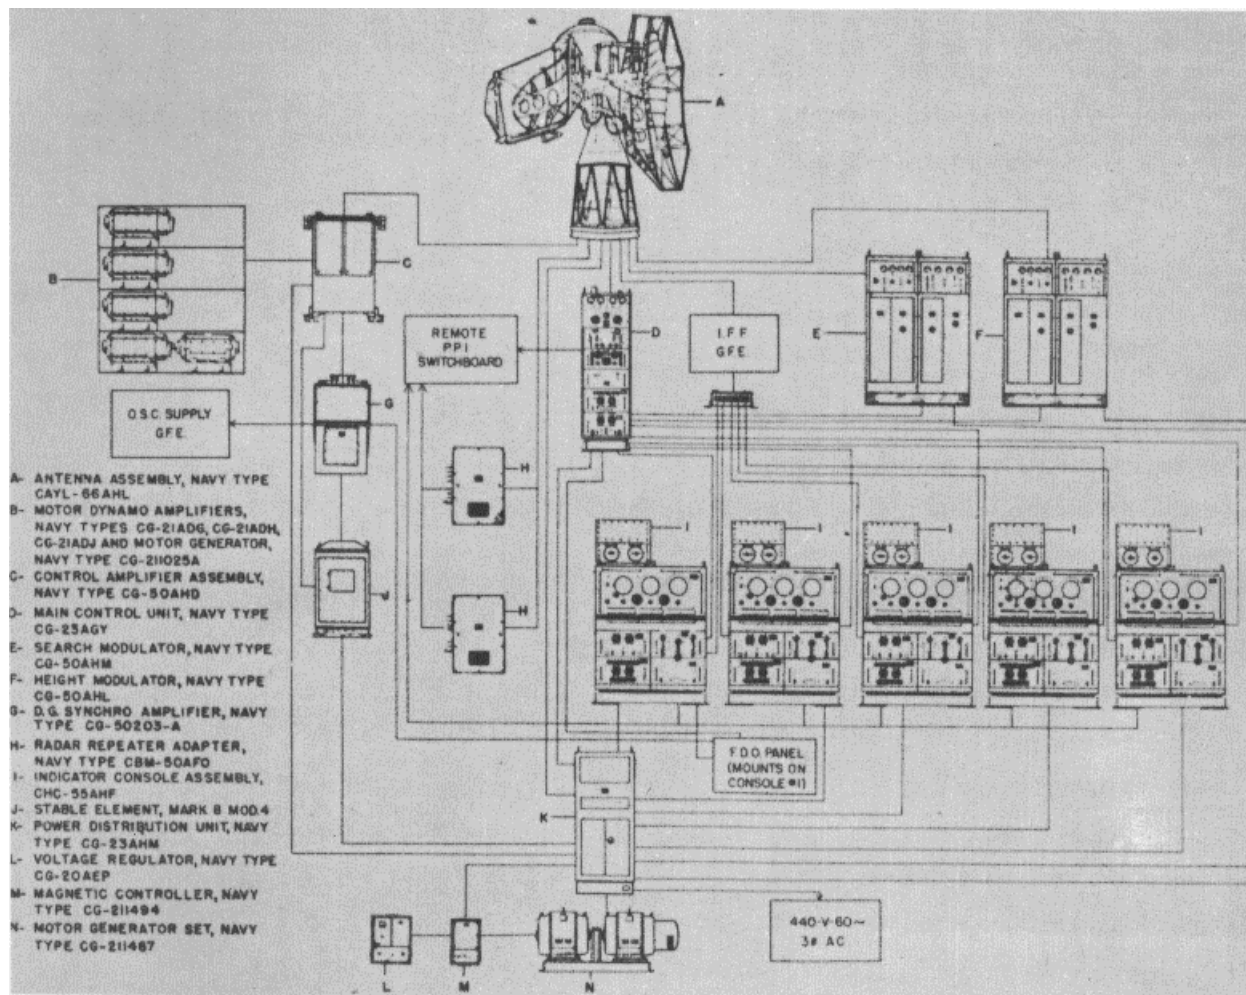 A
B
C
D
E
F
REMOTE
P.P.I.
SWITCHBOARD
I.F.F
G.F.E.
O.S.C. SUPPLY
G.F.E.
G
H
H
I
I
I
I
I
J
A- ANTENNA ASSEMBLY, NAVY TYPE
CAYL-66AHL
B- MOTOR DYNAMO AMPLIFIERS,
NAVY TYPES CG-21ADG, CG-21ADH,
CG-21ADJ AND MOTOR GENERATOR,
NAVY TYPE CG-211025A
C- CONTROL AMPLIFIER ASSEMBLY,
NAVY TYPE CG-50AHD
D- MAIN CONTROL UNIT, NAVY TYPE
CG-23AGY
E- SEARCH MODULATOR, NAVY TYPE
CG-50AHM
F- HEIGHT MODULATOR, NAVY TYPE
CG-50AHL
G- D.G. SYNCHRO AMPLIFIER, NAVY
TYPE CG-50203-A
H- RADAR REPEATER ADAPTER,
NAVY TYPE CBM-50AFO
I- INDICATOR CONSOLE ASSEMBLY,
CHC-55AHF
J- STABLE ELEMENT, MARK 8 MOD.4
K- POWER DISTRIBUTION UNIT, NAVY
TYPE CG-23AHM
L- VOLTAGE REGULATOR, NAVY TYPE
CG-20AEP
M- MAGNETIC CONTROLLER, NAVY
TYPE CG-211494
N- MOTOR GENERATOR SET, NAVY
TYPE CG-211467
F.D.O. PANEL
(MOUNTS ON
CONSOLE #1)
K
440-V-60~
3ø AC
L
M
N